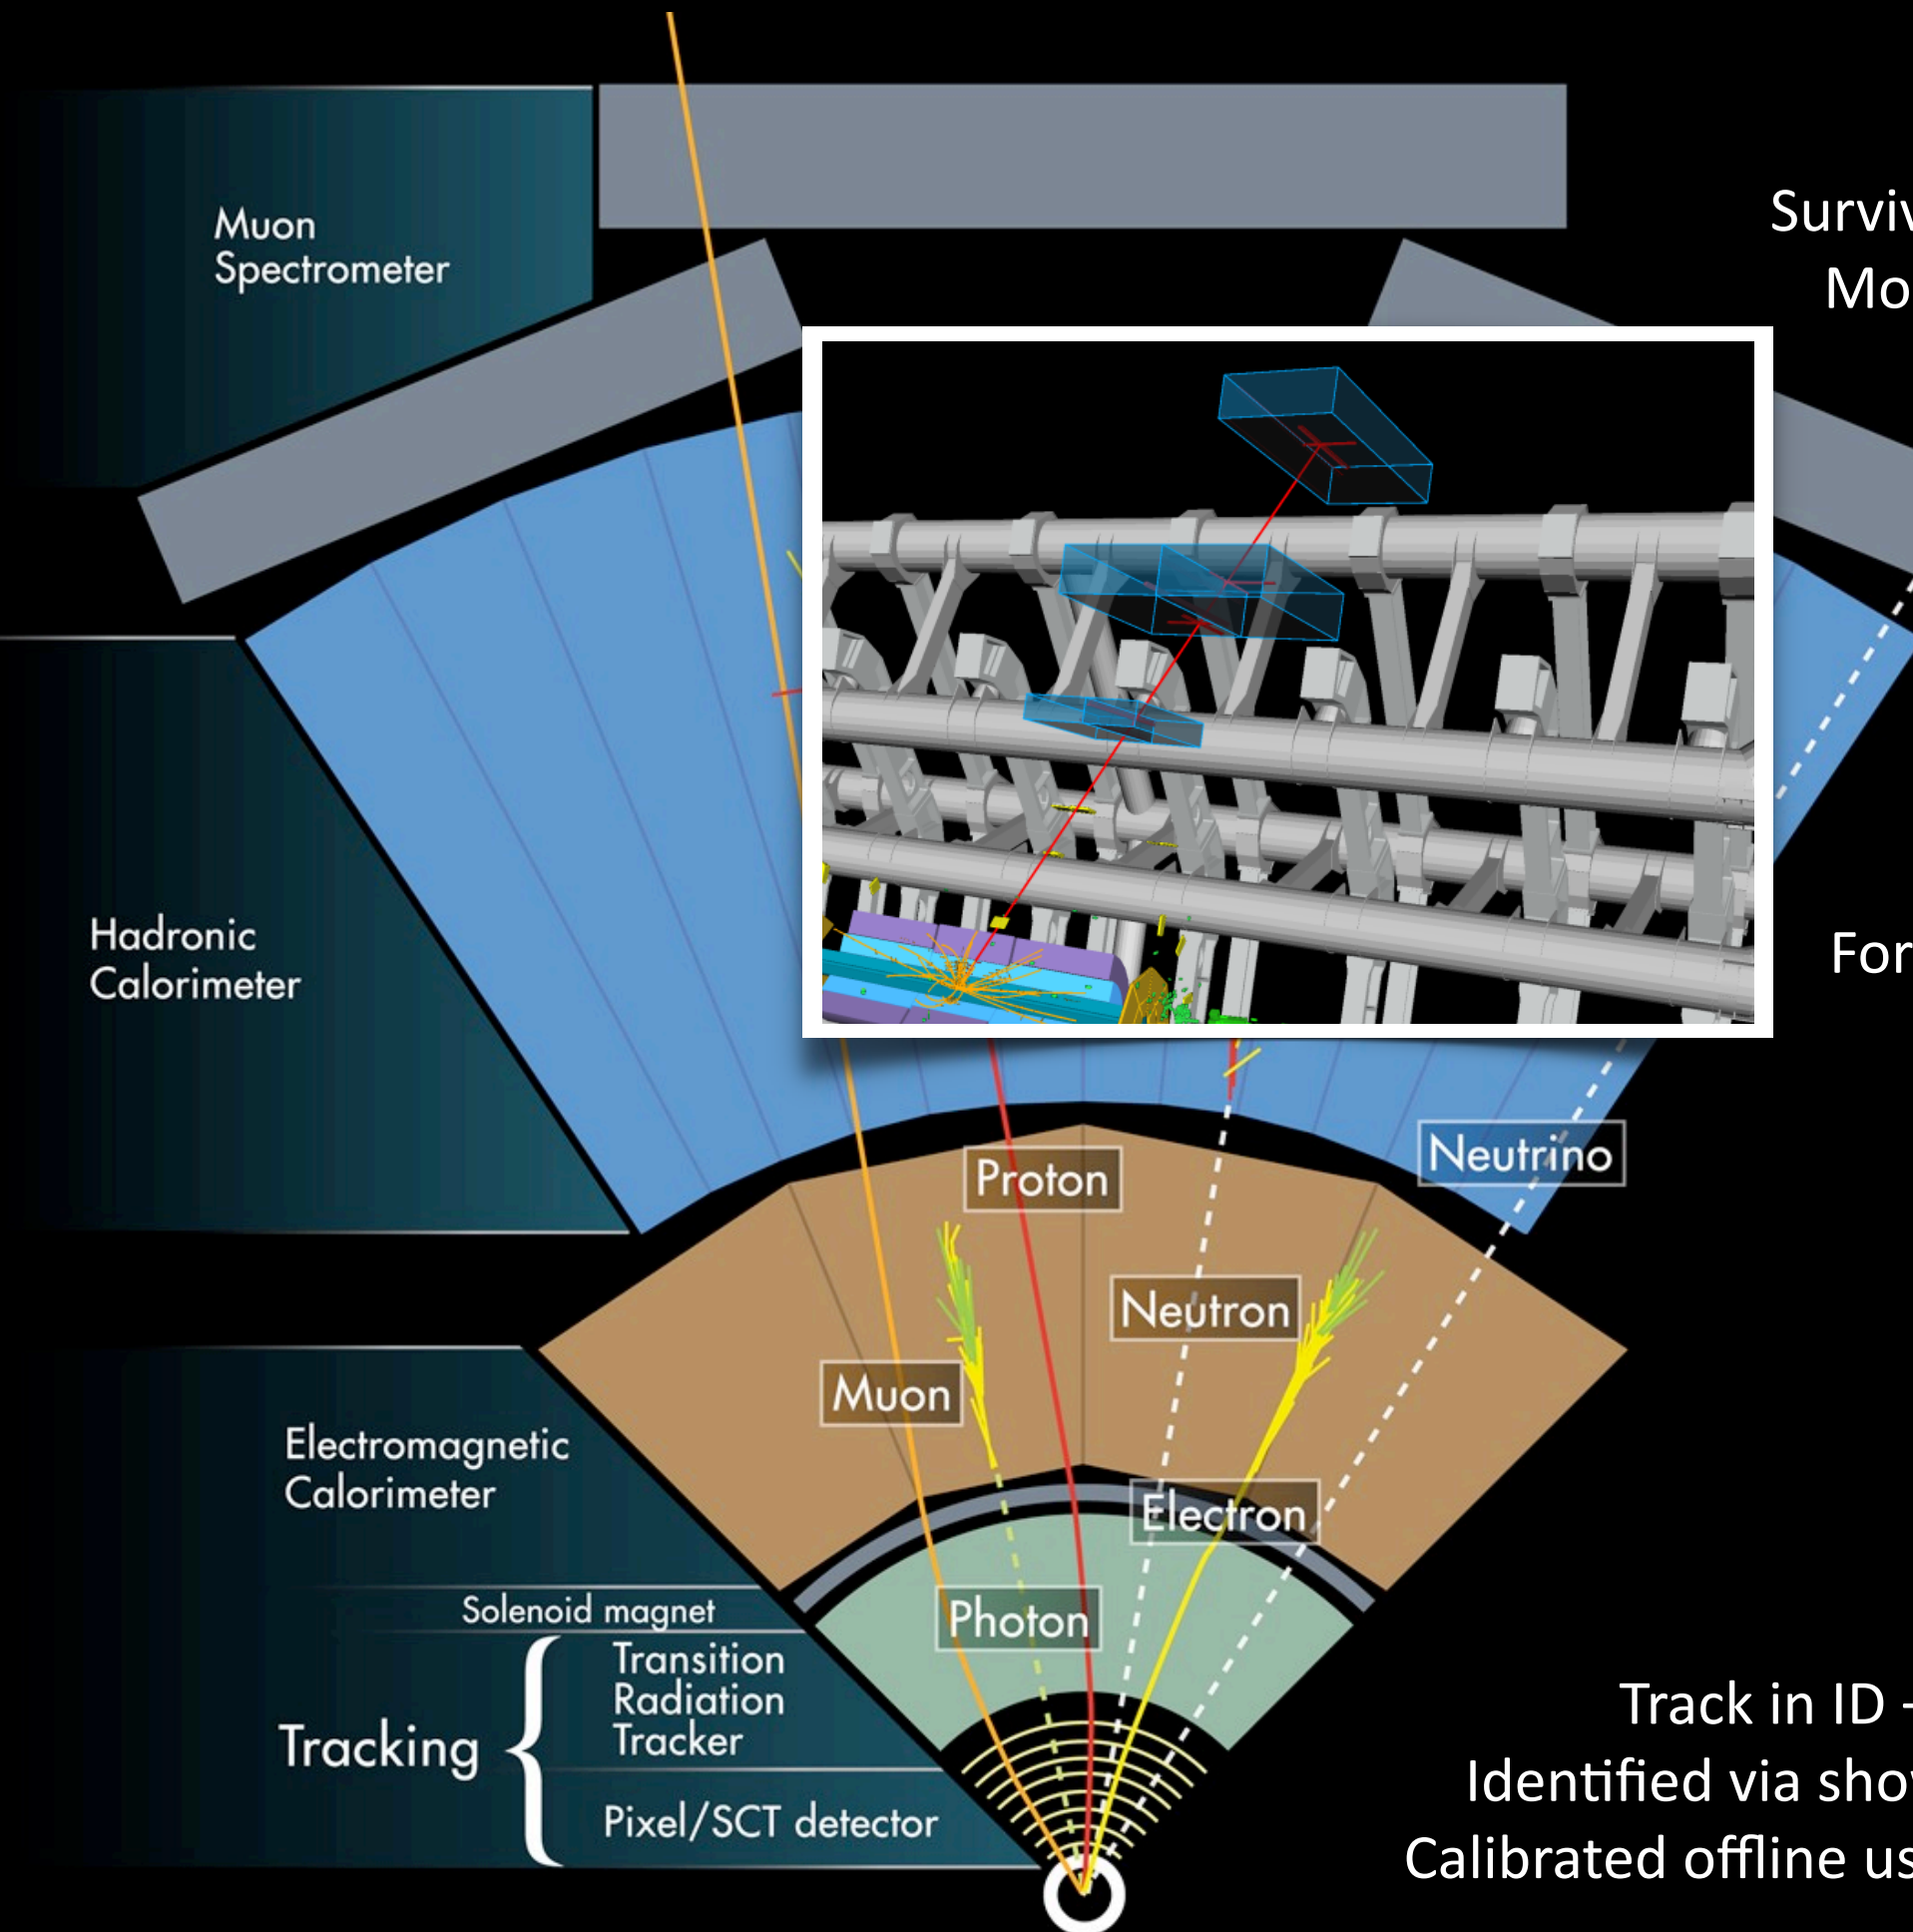 Muon
Spectrometer
Hadronic
Calorimeter
Neutrino
Proton
Neutron
Muon
Electromagnetic
Calorimeter
Electron
Solenoid magnet
Photon
Transition
Radiation
Tracker
Tracking
Pixel/SCT detector
For
Track in ID
Identified via
Calibrated offline